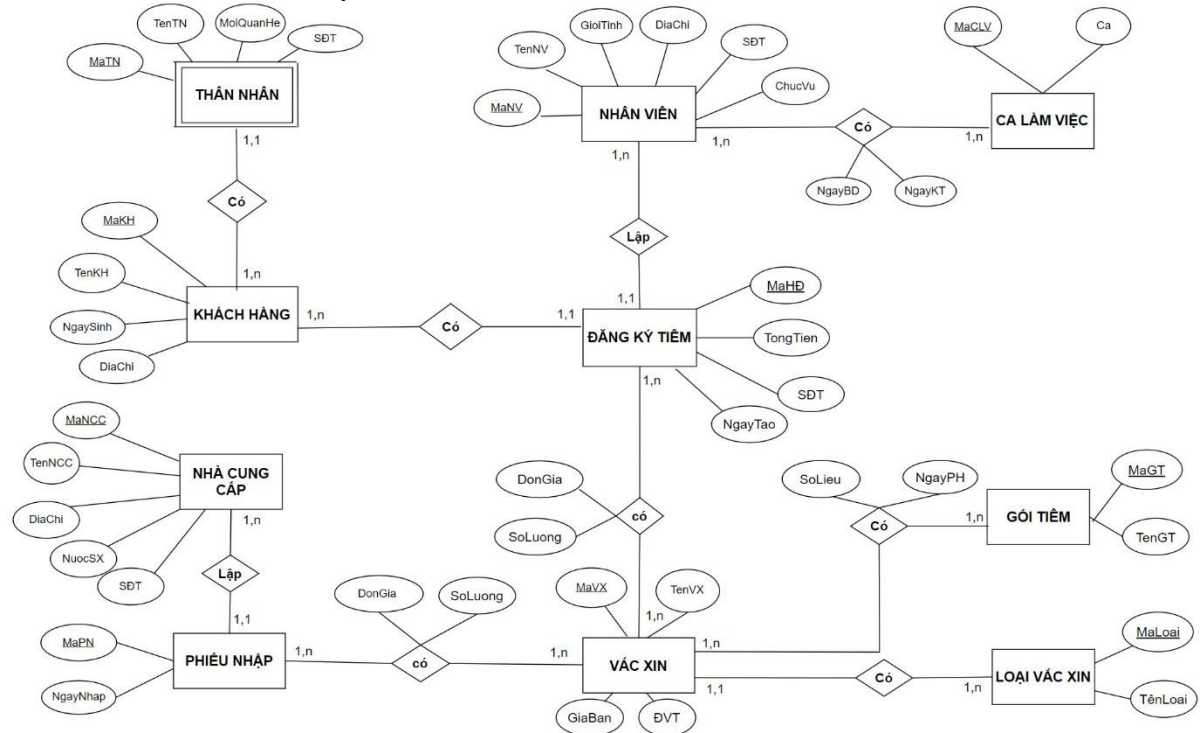 TenTN
MoiQuanHe
SĐT
MaTN
THÂN NHÂN
1,1
Có
1,n
MaKH
TenKH
NgaySinh
DiaChi
KHÁCH HÀNG
1,n
Có
1,1
GioiTinh
DiaChi
TenNV
SĐT
MaNV
ChucVu
NHÂN VIÊN
1,n
1,n
Có
1,n
NgayBD
NgayKT
MaCLV
Ca
CA LÀM VIỆC
Lập
1,1
ĐĂNG KÝ TIÊM
MaHĐ
TongTien
SĐT
NgayTao
1,n
DonGia
SoLuong
có
1,n
MaNCC
TenNCC
DiaChi
NuocSX
SĐT
NHÀ CUNG
CẤP
1,n
Lập
1,1
MaPN
NgayNhap
PHIẾU NHẬP
1,n
DonGia
SoLuong
có
1,n
MaVX
TenVX
VÁC XIN
GiaBan
ĐVT
1,n
SoLieu
NgayPH
Có
1,n
GÓI TIÊM
MaGT
TenGT
1,1
Có
1,n
LOẠI VÁC XIN
MaLoai
TênLoai